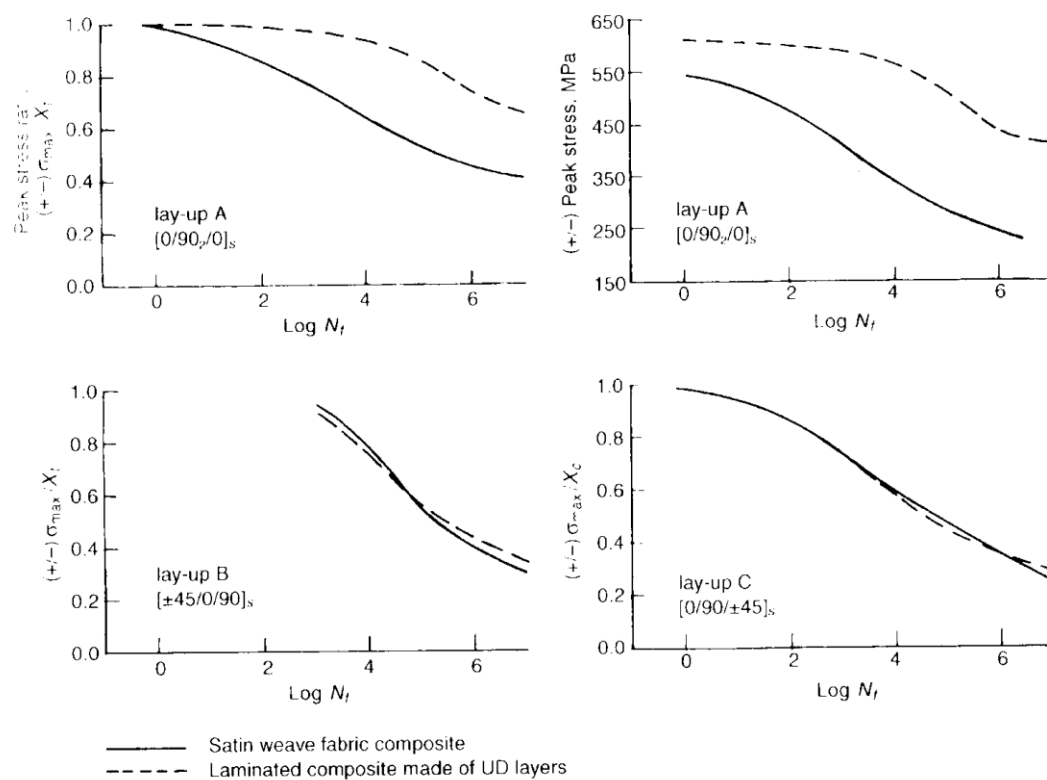 Peak stress ra
(+/−) σmax X
1.0
0.8
0.6
0.4
0.2
0.0
lay-up A
[0/90₂/0]s
0 2 4 6
Log Nf
(+/−) Peak stress, MPa
650
550
450
350
250
150
lay-up A
[0/90₂/0]s
0 2 4 6
Log Nf
(+/−) σmax/Xt
1.0
0.8
0.6
0.4
0.2
0.0
lay-up B
[±45/0/90]s
0 2 4 6
Log Nf
(+/−) σmax/Xc
1.0
0.8
0.6
0.4
0.2
0.0
lay-up C
[0/90/±45]s
0 2 4 6
Log Nf
Satin weave fabric composite
Laminated composite made of UD layers